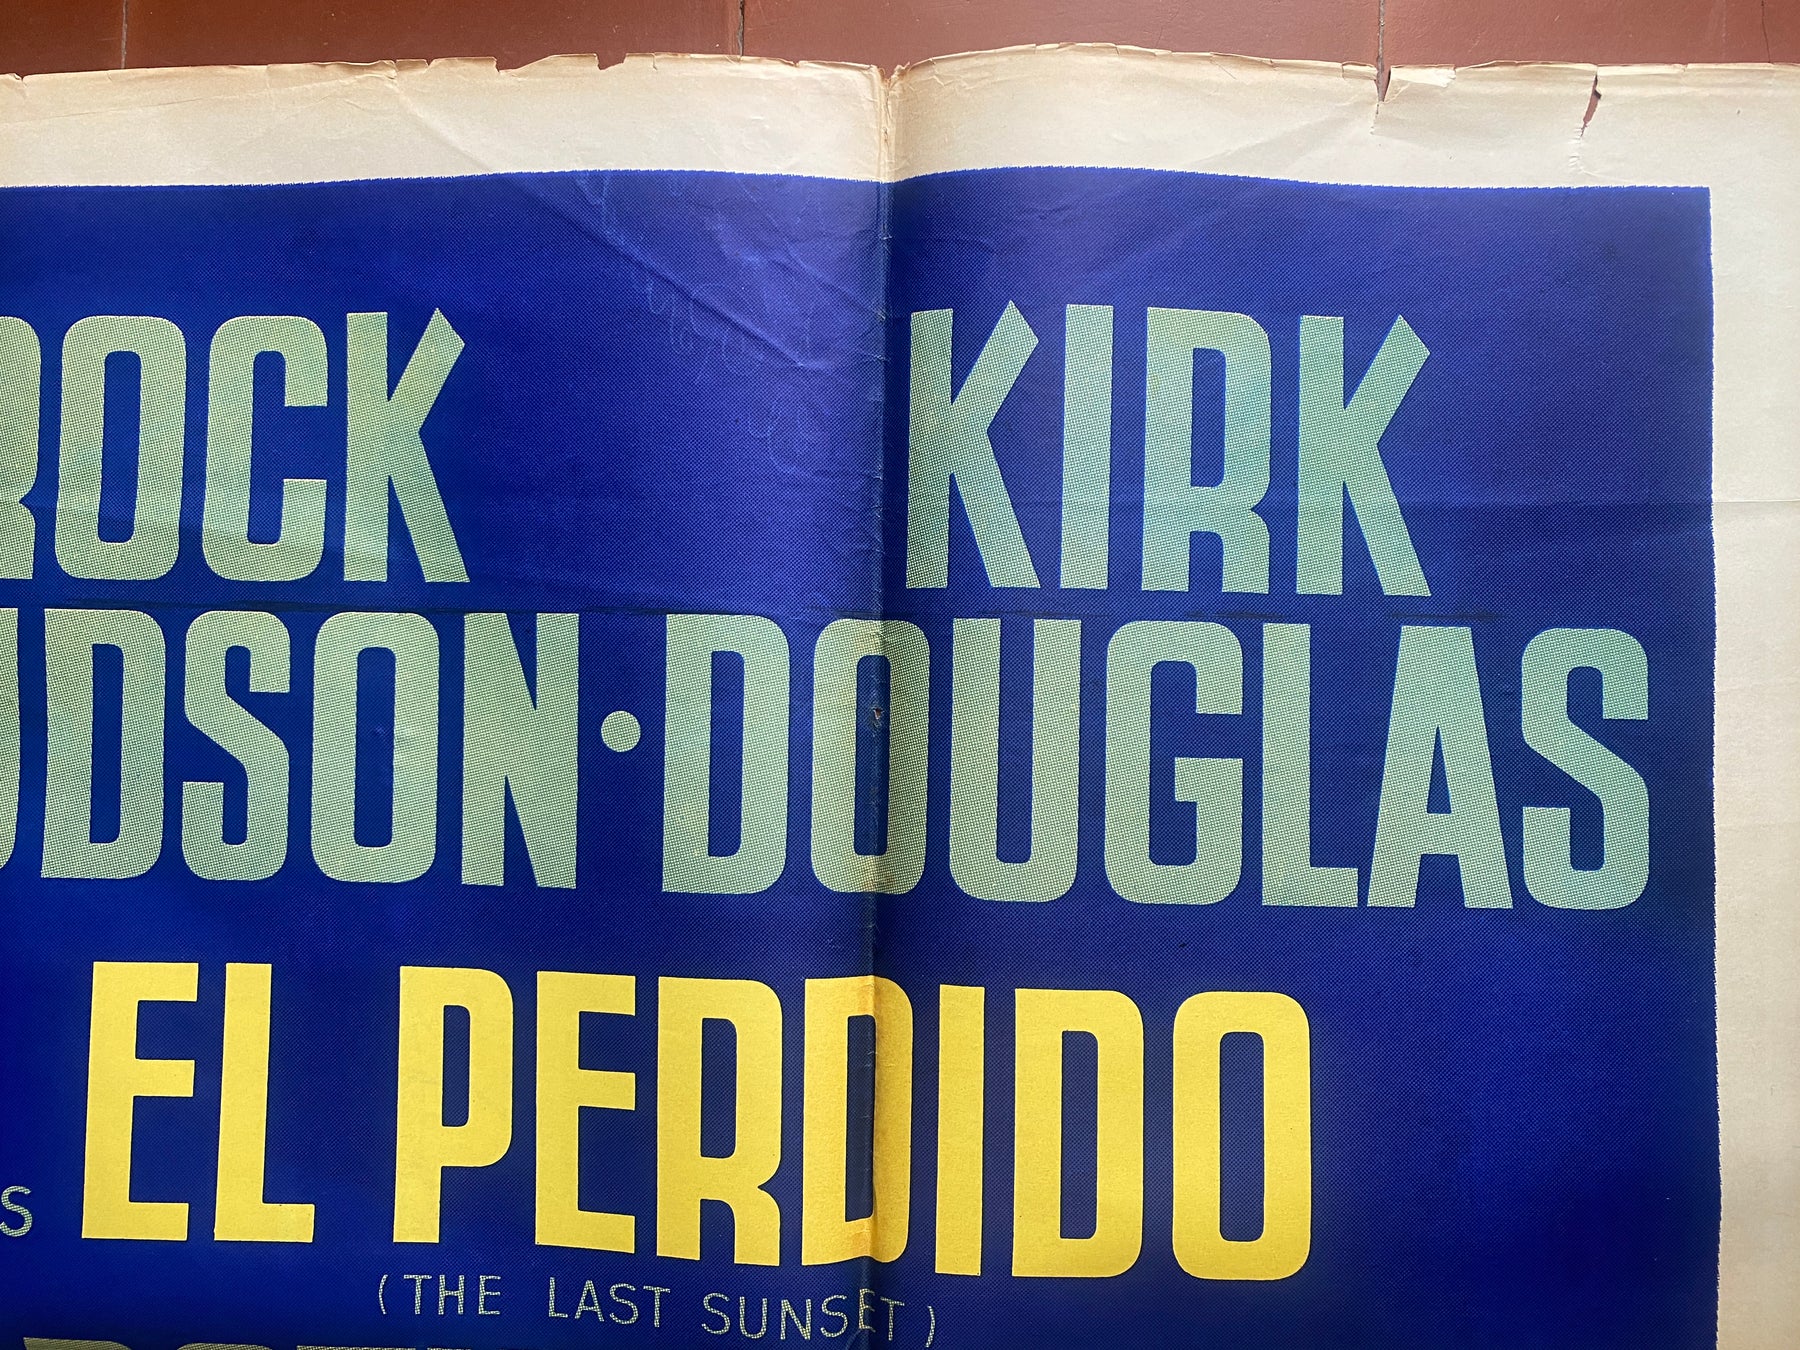 ROCK KIRK
UDSON·DOUGLAS
S EL PERDIDO
(THE LAST SUNSET)